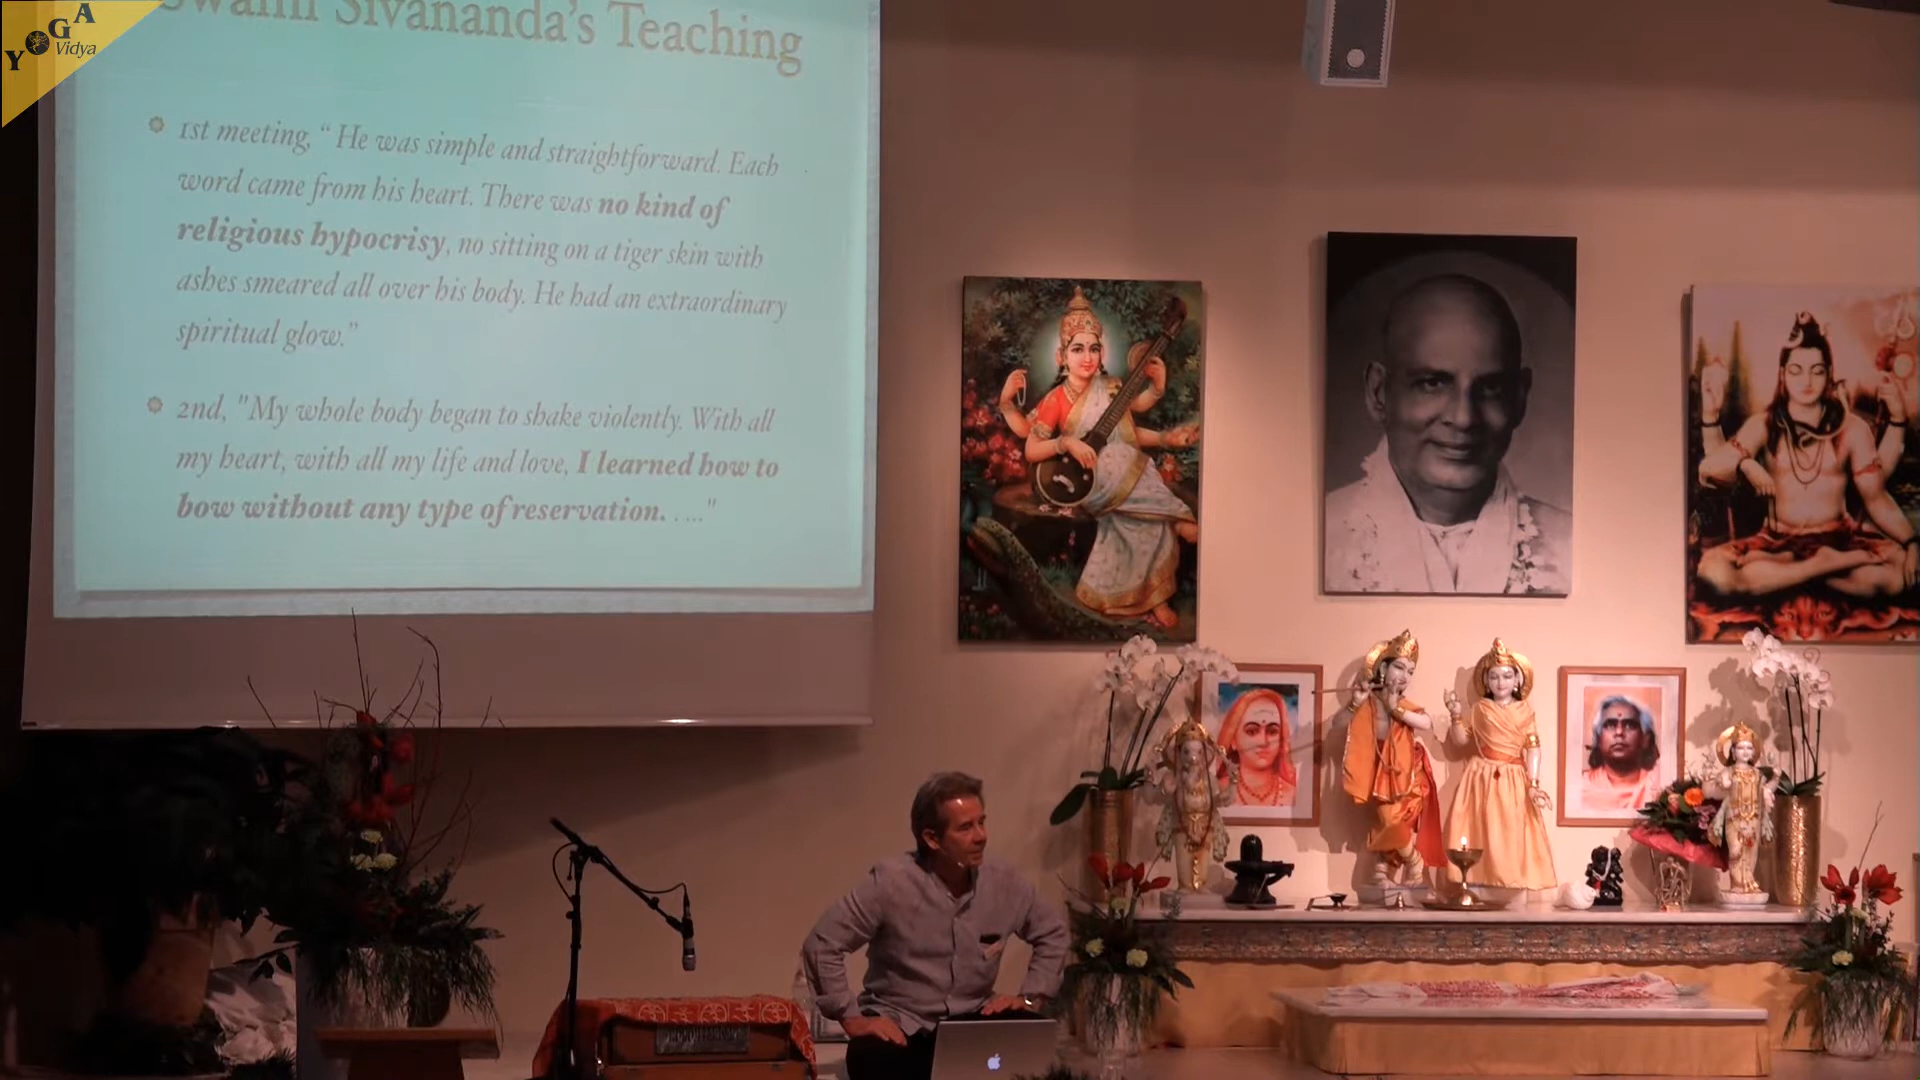 YOGA
Vidya
Swami Sivananda's Teaching
1st meeting, “ He was simple and straightforward. Each
word came from his heart. There was no kind of
religious hypocrisy, no sitting on a tiger skin with
ashes smeared all over his body. He had an extraordinary
spiritual glow.”
2nd, "My whole body began to shake violently. With all
my heart, with all my life and love, I learned how to
bow without any type of reservation. . ..."